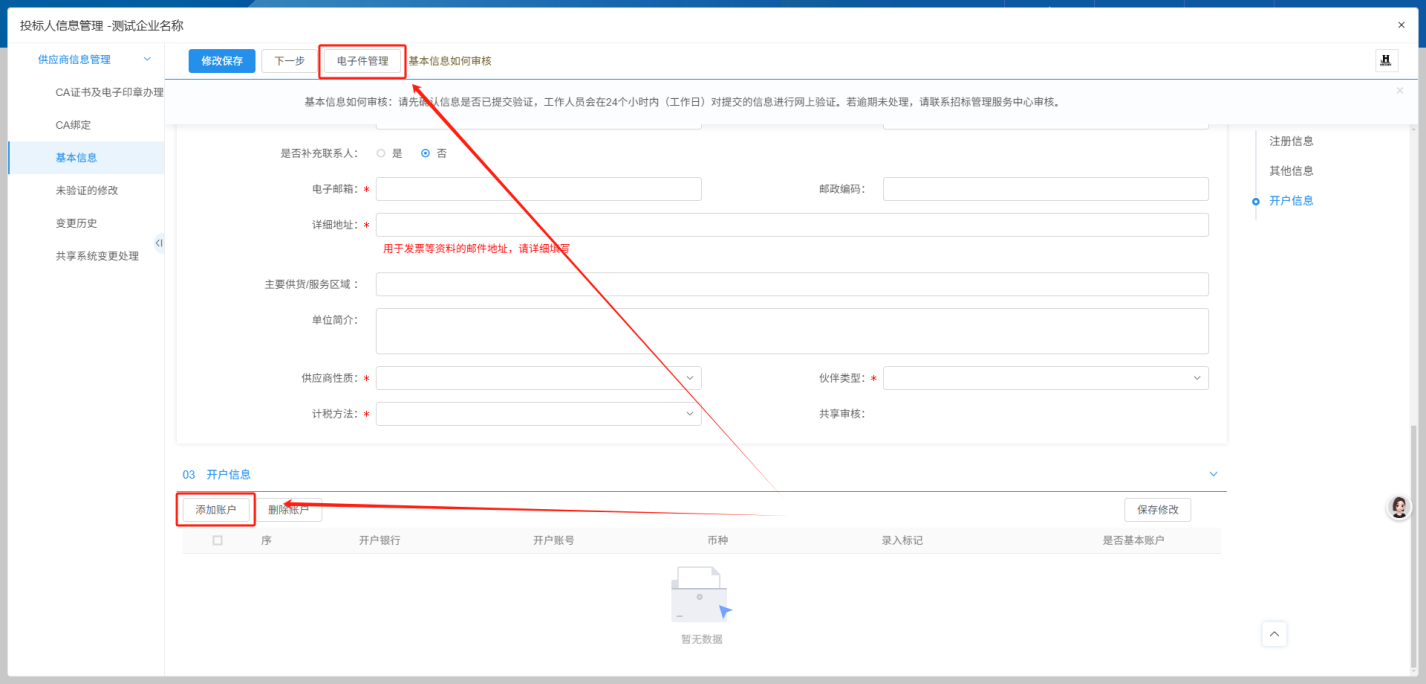 投标人信息管理 -测试企业名称
×
供应商信息管理
CA证书及电子印章办理
CA绑定
基本信息
未验证的修改
变更历史
共享系统变更处理
修改保存 下一步 电子件管理 基本信息如何审核
基本信息如何审核：请先确认信息是否已提交验证，工作人员会在24个小时内（工作日）对提交的信息进行网上验证。若逾期未处理，请联系招标管理服务中心审核。
×
注册信息
其他信息
开户信息
是否补充联系人： 是 否
电子邮箱：* 邮政编码：
详细地址：*
用于发票等资料的邮件地址，请详细填写
主要供货/服务区域：
单位简介：
供应商性质：* 伙伴类型：*
计税方法：* 共享审核：
03 开户信息
添加账户 删除账户 保存修改
序 开户银行 开户账号 币种 录入标记 是否基本账户
暂无数据